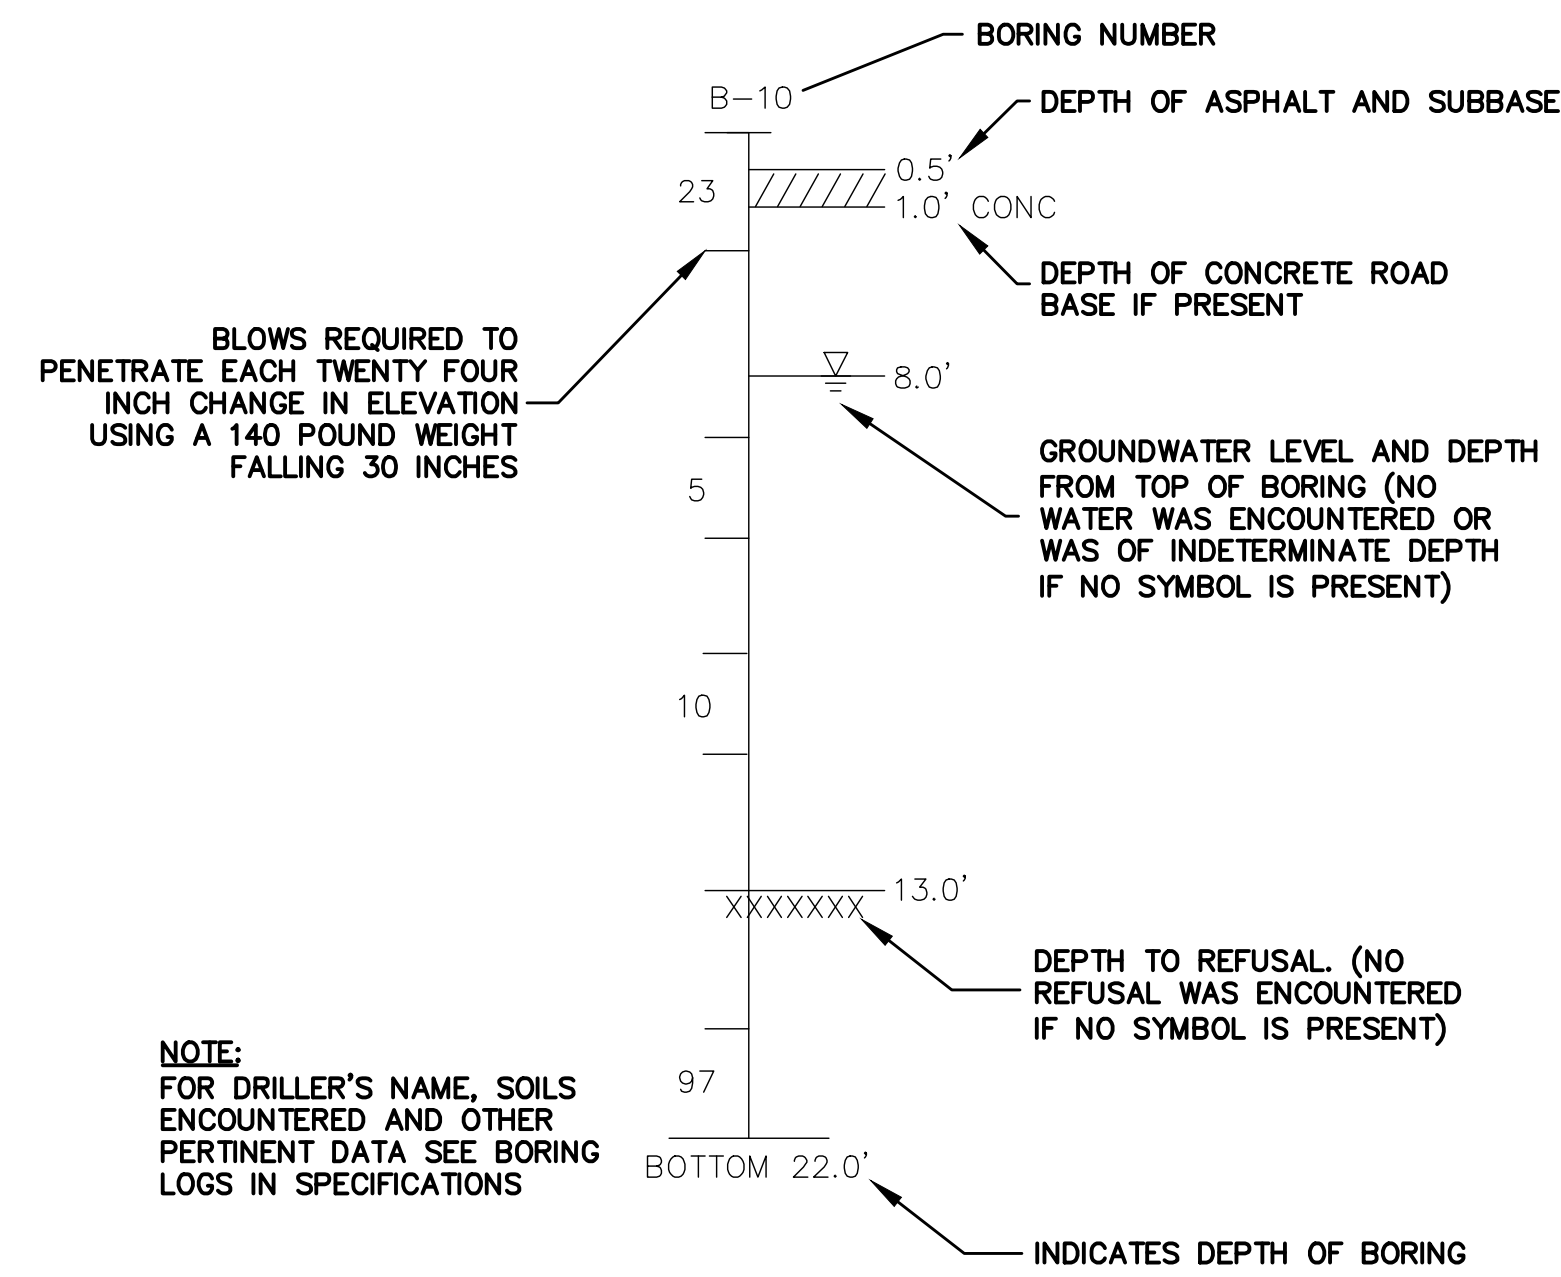 BORING NUMBER
B-10
DEPTH OF ASPHALT AND SUBBASE
0.5'
23
1.0' CONC
DEPTH OF CONCRETE ROAD
BASE IF PRESENT
BLOWS REQUIRED TO
PENETRATE EACH TWENTY FOUR
INCH CHANGE IN ELEVATION
USING A 140 POUND WEIGHT
FALLING 30 INCHES
8.0'
GROUNDWATER LEVEL AND DEPTH
FROM TOP OF BORING (NO
WATER WAS ENCOUNTERED OR
WAS OF INDETERMINATE DEPTH
IF NO SYMBOL IS PRESENT)
5
10
13.0'
XXXXXXX
DEPTH TO REFUSAL. (NO
REFUSAL WAS ENCOUNTERED
IF NO SYMBOL IS PRESENT)
NOTE:
FOR DRILLER'S NAME, SOILS
ENCOUNTERED AND OTHER
PERTINENT DATA SEE BORING
LOGS IN SPECIFICATIONS
97
BOTTOM 22.0'
INDICATES DEPTH OF BORING